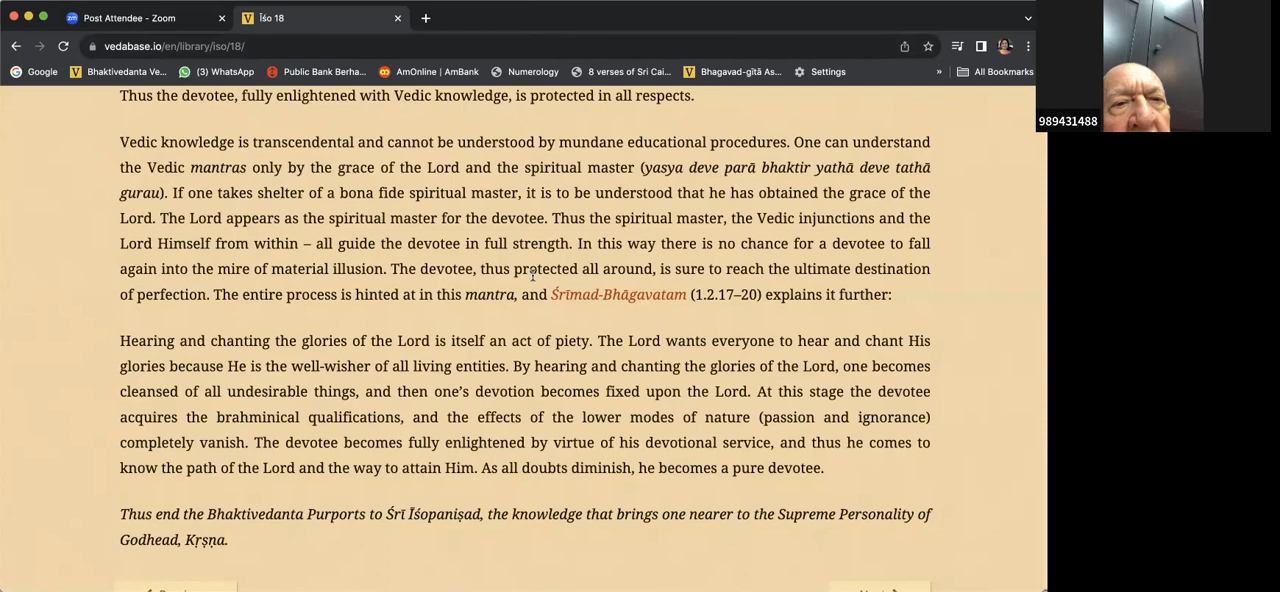 Post Attendee - Zoom
Īśo 18
vedabase.io/en/library/iso/18/
Google
Bhaktivedanta Ve...
(3) WhatsApp
Public Bank Berha...
AmOnline | AmBank
Numerology
8 verses of Sri Cai...
Bhagavad-gītā As...
Settings
»
All Bookmarks
989431488
Thus the devotee, fully enlightened with Vedic knowledge, is protected in all respects.
Vedic knowledge is transcendental and cannot be understood by mundane educational procedures. One can understand
the Vedic mantras only by the grace of the Lord and the spiritual master (yasya deve parā bhaktir yathā deve tathā
gurau). If one takes shelter of a bona fide spiritual master, it is to be understood that he has obtained the grace of the
Lord. The Lord appears as the spiritual master for the devotee. Thus the spiritual master, the Vedic injunctions and the
Lord Himself from within – all guide the devotee in full strength. In this way there is no chance for a devotee to fall
again into the mire of material illusion. The devotee, thus protected all around, is sure to reach the ultimate destination
of perfection. The entire process is hinted at in this mantra, and Śrīmad-Bhāgavatam (1.2.17–20) explains it further:
Hearing and chanting the glories of the Lord is itself an act of piety. The Lord wants everyone to hear and chant His
glories because He is the well-wisher of all living entities. By hearing and chanting the glories of the Lord, one becomes
cleansed of all undesirable things, and then one's devotion becomes fixed upon the Lord. At this stage the devotee
acquires the brahminical qualifications, and the effects of the lower modes of nature (passion and ignorance)
completely vanish. The devotee becomes fully enlightened by virtue of his devotional service, and thus he comes to
know the path of the Lord and the way to attain Him. As all doubts diminish, he becomes a pure devotee.
Thus end the Bhaktivedanta Purports to Śrī Īśopaniṣad, the knowledge that brings one nearer to the Supreme Personality of
Godhead, Kṛṣṇa.